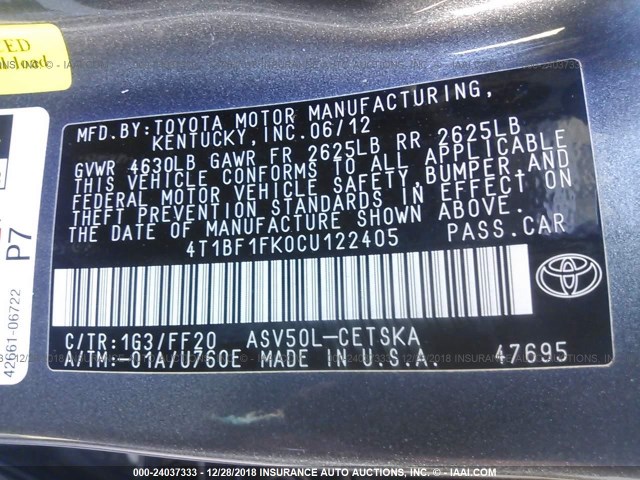 ED
load
P7
42661-06722
MFD.BY:TOYOTA MOTOR MANUFACTURING,
KENTUCKY, INC.06/12
GVWR 4630LB GAWR FR 2625LB RR 2625LB
THIS VEHICLE CONFORMS TO ALL APPLICABLE
FEDERAL MOTOR VEHICLE SAFETY,BUMPER,AND
THEFT PREVENTION STANDARDS IN EFFECT ON
THE DATE OF MANUFACTURE SHOWN ABOVE.
4T1BF1FK0CU122405 PASS.CAR
C/TR:1G3/FF20 ASV50L-CETSKA
A/TM:-01A/U760E MADE IN U.S.A. 47695
TOYOTA
000-24037333 - 12/28/2018 INSURANCE AUTO AUCTIONS - IAAI.COM